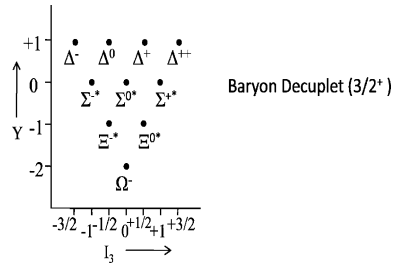 +1
Δ⁻ Δ⁰ Δ⁺ Δ⁺⁺
0
Σ⁻* Σ⁰* Σ⁺*
Baryon Decuplet (3/2⁺ )
Y -1
Ξ⁻* Ξ⁰*
-2
Ω⁻
-3/2 -1 -1/2 0 +1/2 +1 +3/2
I₃